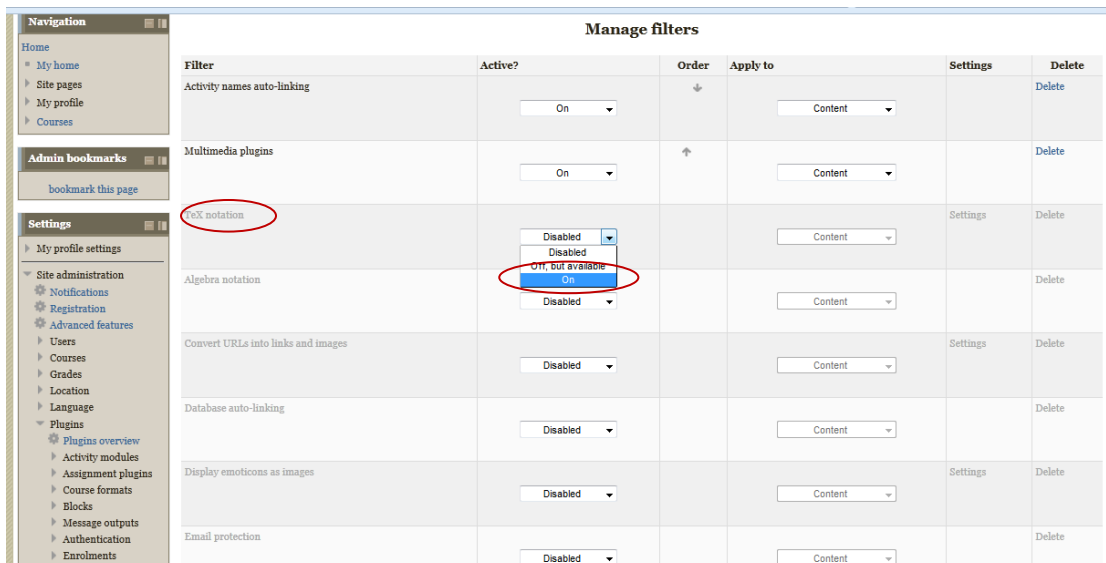 Navigation
Home
My home
Site pages
My profile
Courses
Admin bookmarks
bookmark this page
Settings
My profile settings
Site administration
Notifications
Registration
Advanced features
Users
Courses
Grades
Location
Language
Plugins
Plugins overview
Activity modules
Assignment plugins
Course formats
Blocks
Message outputs
Authentication
Enrolments
Manage filters
Filter Active? Order Apply to Settings Delete
Activity names auto-linking Delete
On Content
Multimedia plugins Delete
On Content
TeX notation Settings Delete
Disabled Content
Disabled
Off, but available
On
Algebra notation Delete
Disabled Content
Convert URLs into links and images Settings Delete
Disabled Content
Database auto-linking Delete
Disabled Content
Display emoticons as images Settings Delete
Disabled Content
Email protection Delete
Disabled Content